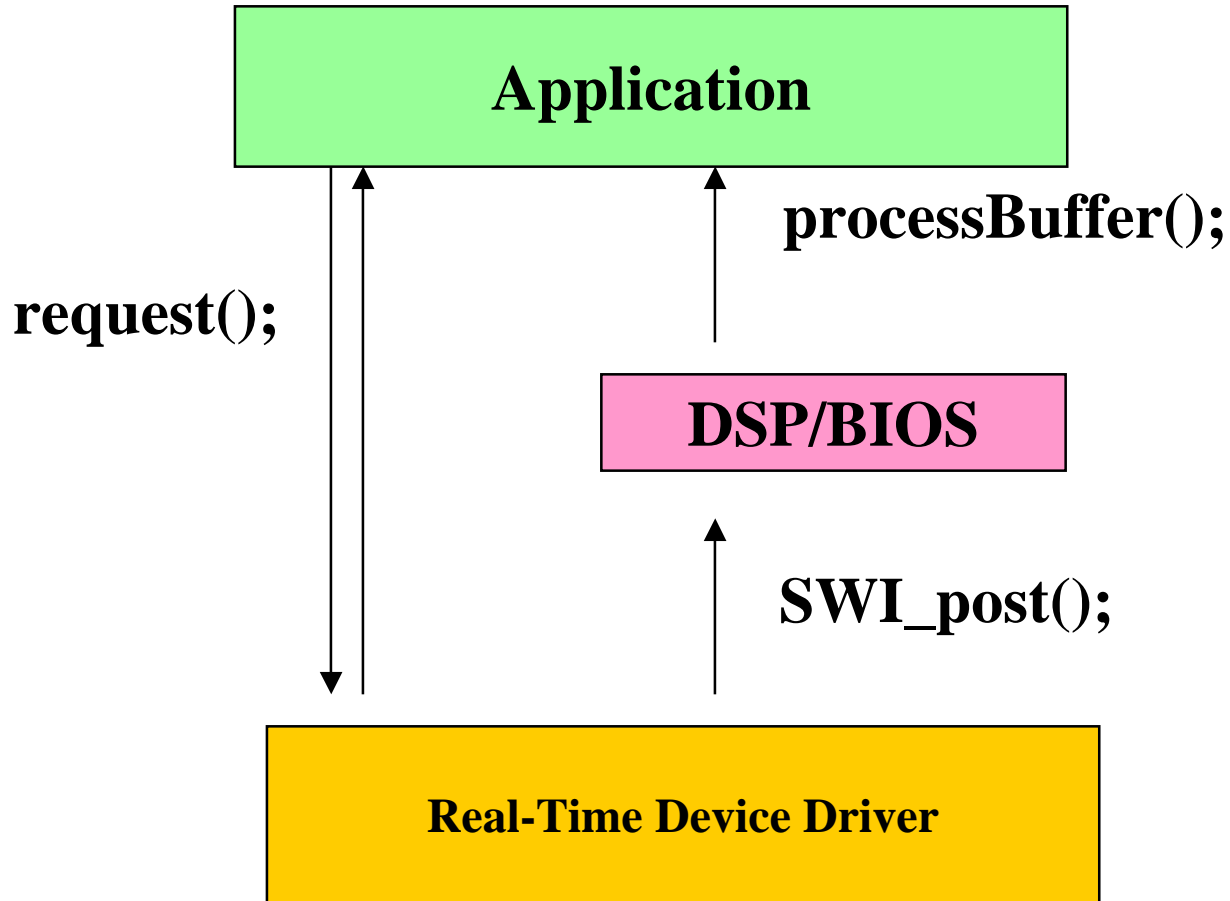 Application
processBuffer();
request();
DSP/BIOS
SWI_post();
Real-Time Device Driver